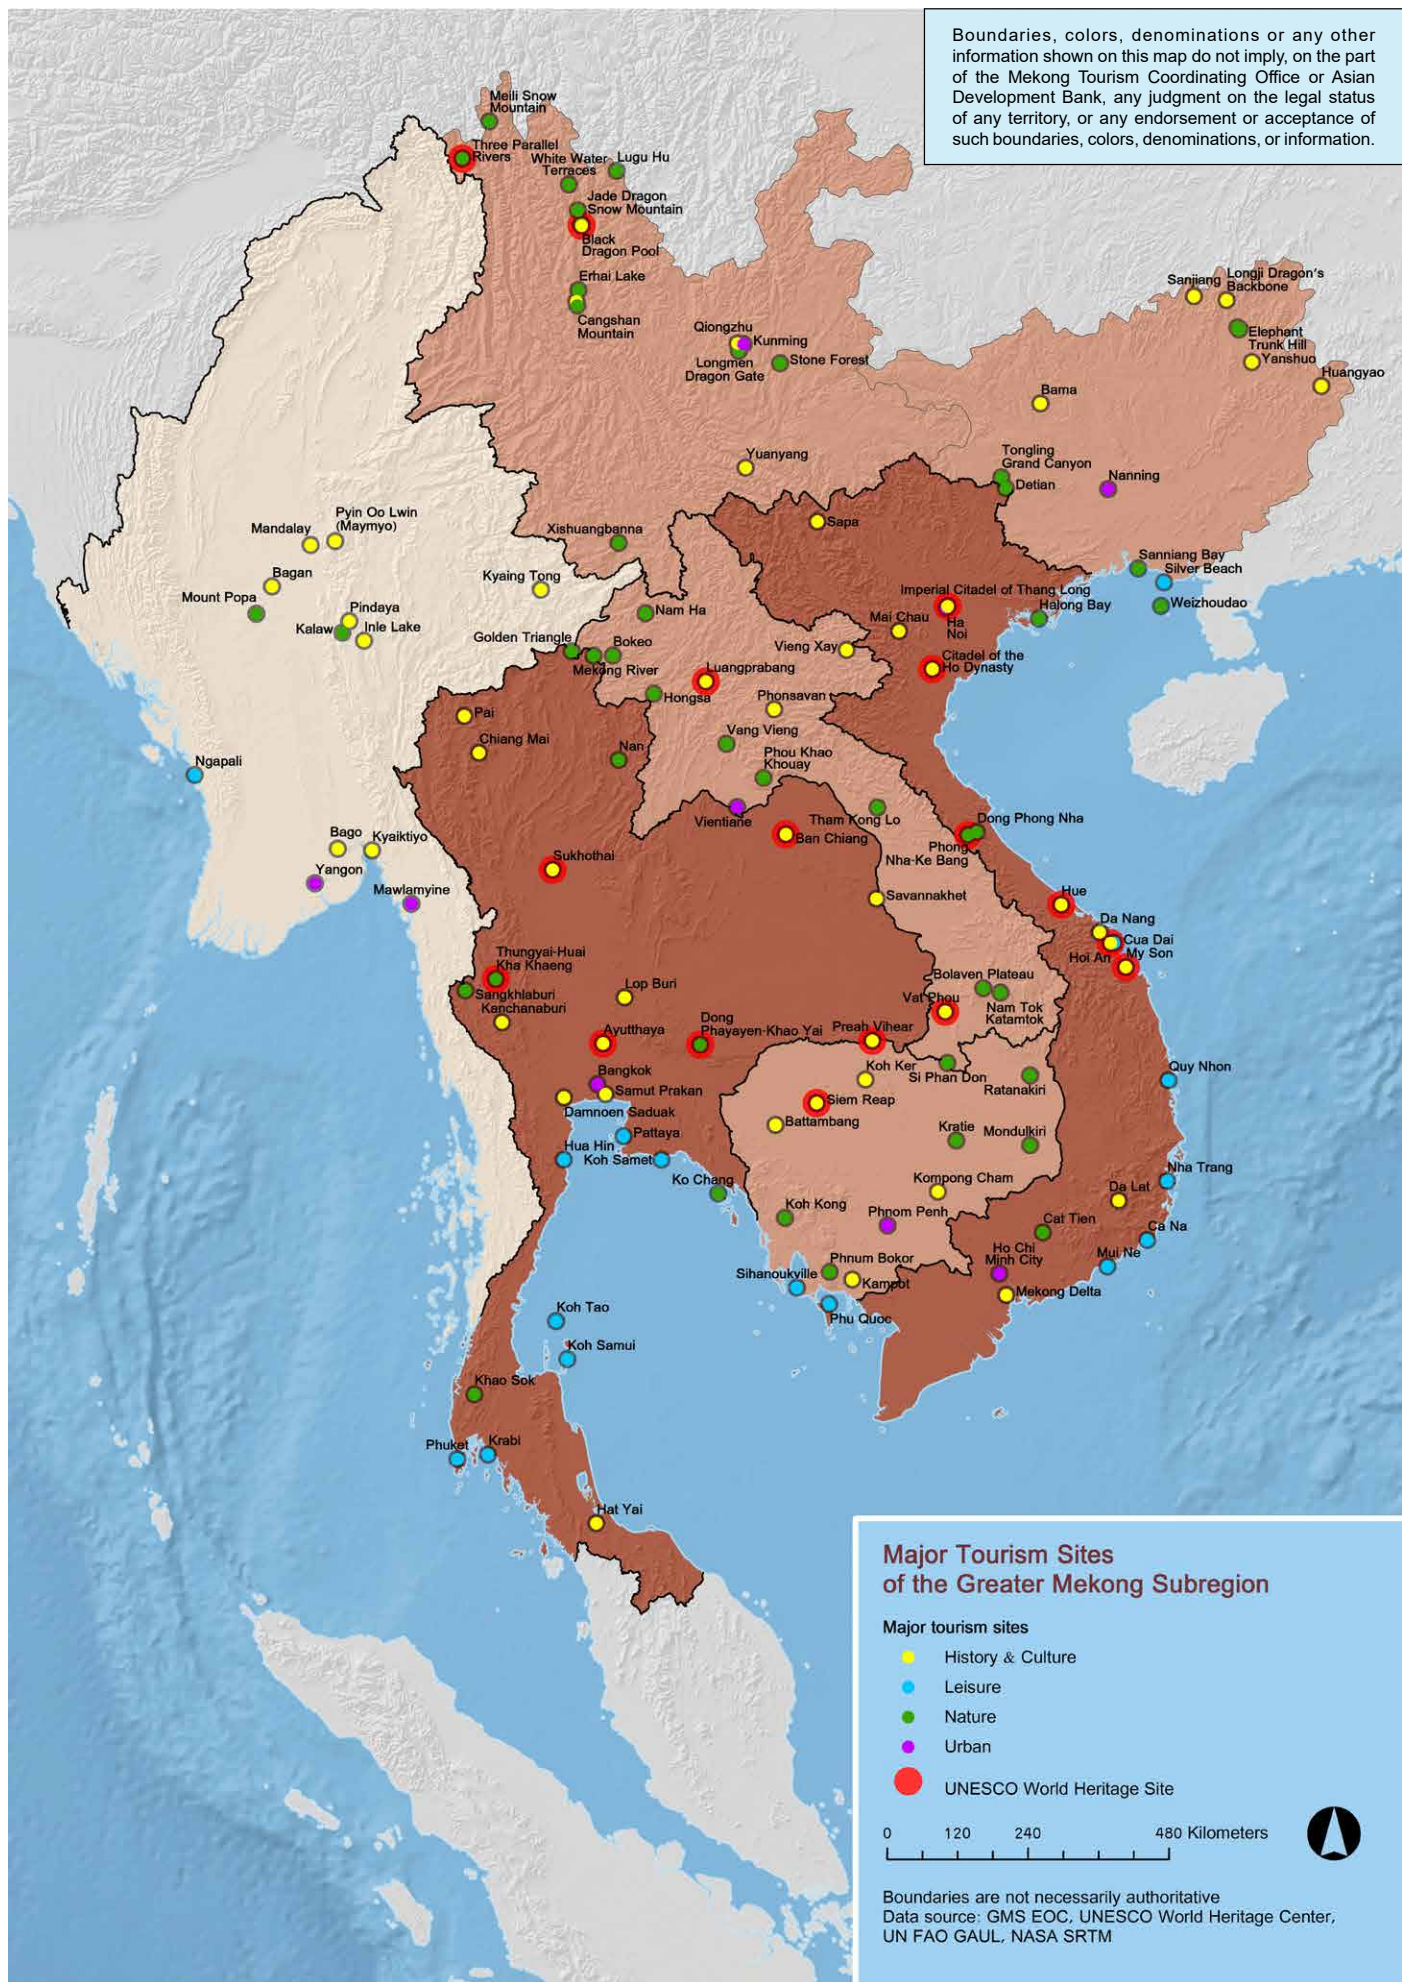 Boundaries, colors, denominations or any other
information shown on this map do not imply, on the part
of the Mekong Tourism Coordinating Office or Asian
Development Bank, any judgment on the legal status
of any territory, or any endorsement or acceptance of
such boundaries, colors, denominations, or information.
Meili Snow
Mountain
Three Parallel
Rivers
White Water
Terraces
Lugu Hu
Jade Dragon
Snow Mountain
Black
Dragon Pool
Erhai Lake
Cangshan
Mountain
Qiongzhu
Kunming
Longmen
Dragon Gate
Stone Forest
Sanjiang
Longji Dragon's
Backbone
Elephant
Trunk Hill
Yanshuo
Huangyao
Bama
Yuanyang
Tongling
Grand Canyon
Detian
Nanning
Mandalay
Pyin Oo Lwin
(Maymyo)
Xishuangbanna
Sapa
Sanniang Bay
Silver Beach
Weizhoudao
Bagan
Mount Popa
Kyaing Tong
Pindaya
Kalaw
Inle Lake
Nam Ha
Imperial Citadel of Thang Long
Halong Bay
Mai Chau
Ha
Noi
Golden Triangle
Bokeo
Mekong River
Vieng Xay
Citadel of the
Ho Dynasty
Luangprabang
Hongsa
Phonsavan
Pai
Chiang Mai
Nan
Vang Vieng
Phou Khao
Khouay
Ngapali
Vientiane
Tham Kong Lo
Ban Chiang
Dong Phong Nha
Phong
Nha-Ke Bang
Bago
Kyaiktiyo
Yangon
Mawlamyine
Sukhothai
Savannakhet
Hue
Da Nang
Cua Dai
Hoi An
My Son
Thungyai-Huai
Kha Khaeng
Sangkhlaburi
Kanchanaburi
Lop Buri
Bolaven Plateau
Nam Tok
Katamtok
Vat Phou
Ayutthaya
Dong
Phayayen-Khao Yai
Preah Vihear
Bangkok
Samut Prakan
Damnoen Saduak
Koh Ker
Si Phan Don
Ratanakiri
Quy Nhon
Siem Reap
Battambang
Pattaya
Hua Hin
Koh Samet
Kratie
Mondulkiri
Ko Chang
Kompong Cham
Nha Trang
Da Lat
Koh Kong
Phnom Penh
Cat Tien
Ca Na
Ho Chi
Minh City
Mui Ne
Phnum Bokor
Sihanoukville
Kampot
Mekong Delta
Phu Quoc
Koh Tao
Koh Samui
Khao Sok
Phuket
Krabi
Hat Yai
Major Tourism Sites
of the Greater Mekong Subregion
Major tourism sites
History & Culture
Leisure
Nature
Urban
UNESCO World Heritage Site
0 120 240 480 Kilometers
Boundaries are not necessarily authoritative
Data source: GMS EOC, UNESCO World Heritage Center,
UN FAO GAUL, NASA SRTM